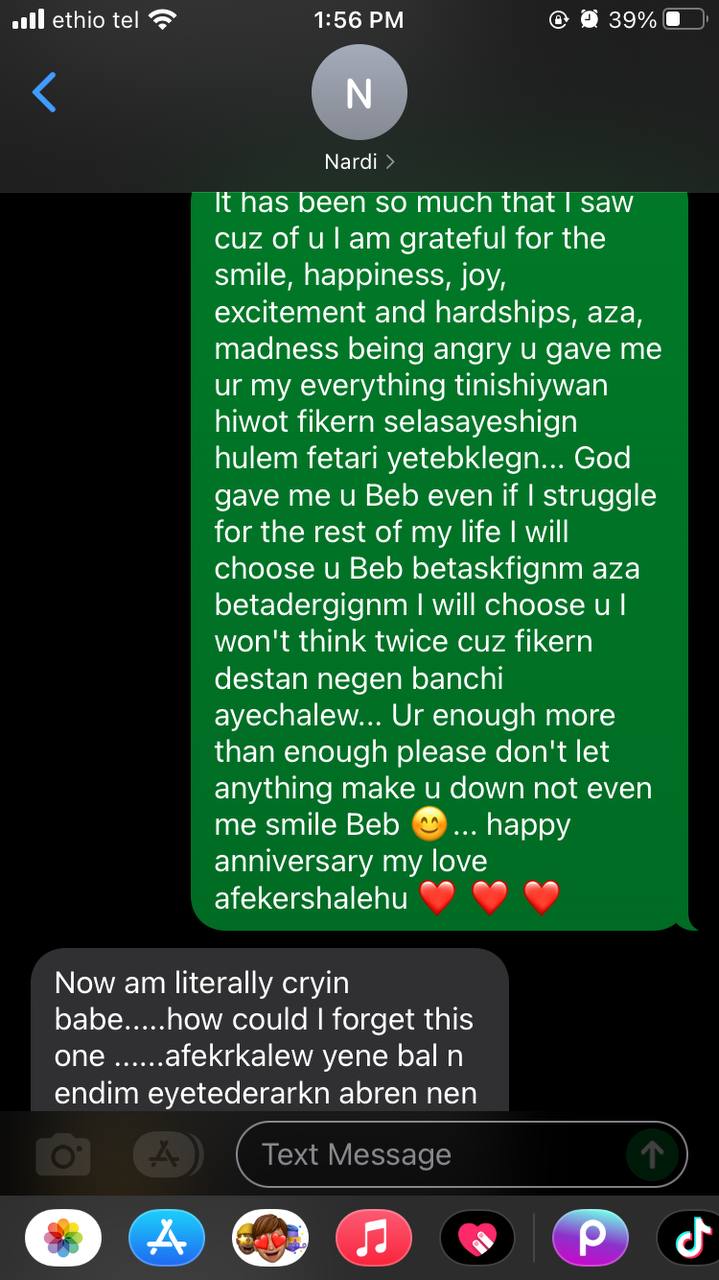 ethio tel
1:56 PM
39%
N
Nardi
It has been so much that I saw
cuz of u I am grateful for the
smile, happiness, joy,
excitement and hardships, aza,
madness being angry u gave me
ur my everything tinishiywan
hiwot fikern selasayeshign
hulem fetari yetebklegn... God
gave me u Beb even if I struggle
for the rest of my life I will
choose u Beb betaskfignm aza
betadergignm I will choose u I
won't think twice cuz fikern
destan negen banchi
ayechalew... Ur enough more
than enough please don't let
anything make u down not even
me smile Beb 😊... happy
anniversary my love
afekershalehu ❤️ ❤️ ❤️
Now am literally cryin
babe.....how could I forget this
one ......afekrkalew yene bal n
endim eyetederarkn abren nen
Text Message